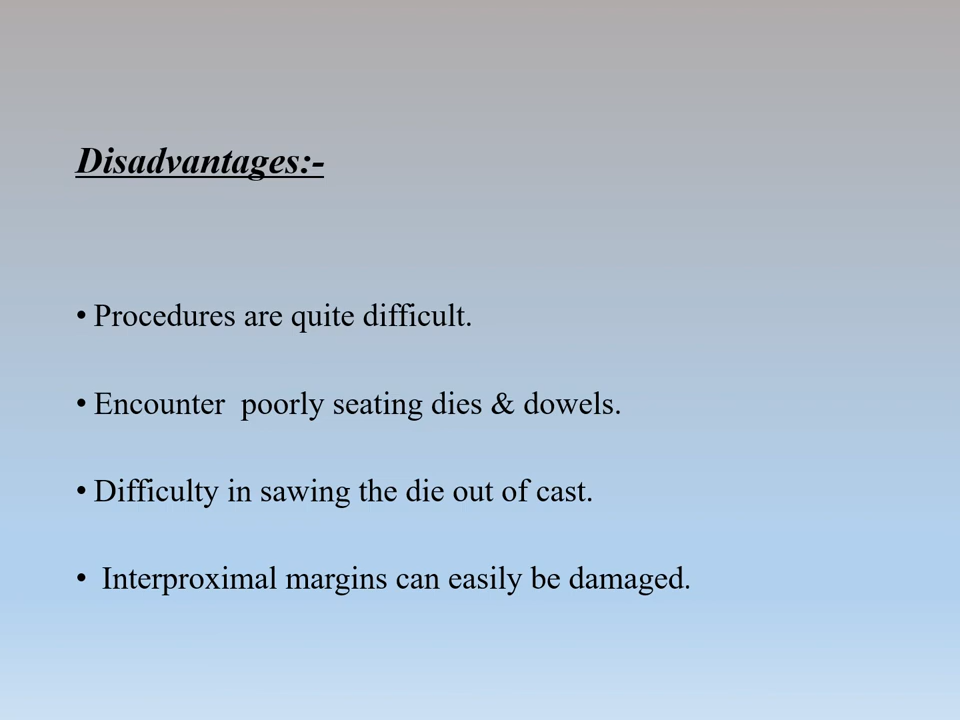 Disadvantages:-
• Procedures are quite difficult.
• Encounter  poorly seating dies & dowels.
• Difficulty in sawing the die out of cast.
•  Interproximal margins can easily be damaged.